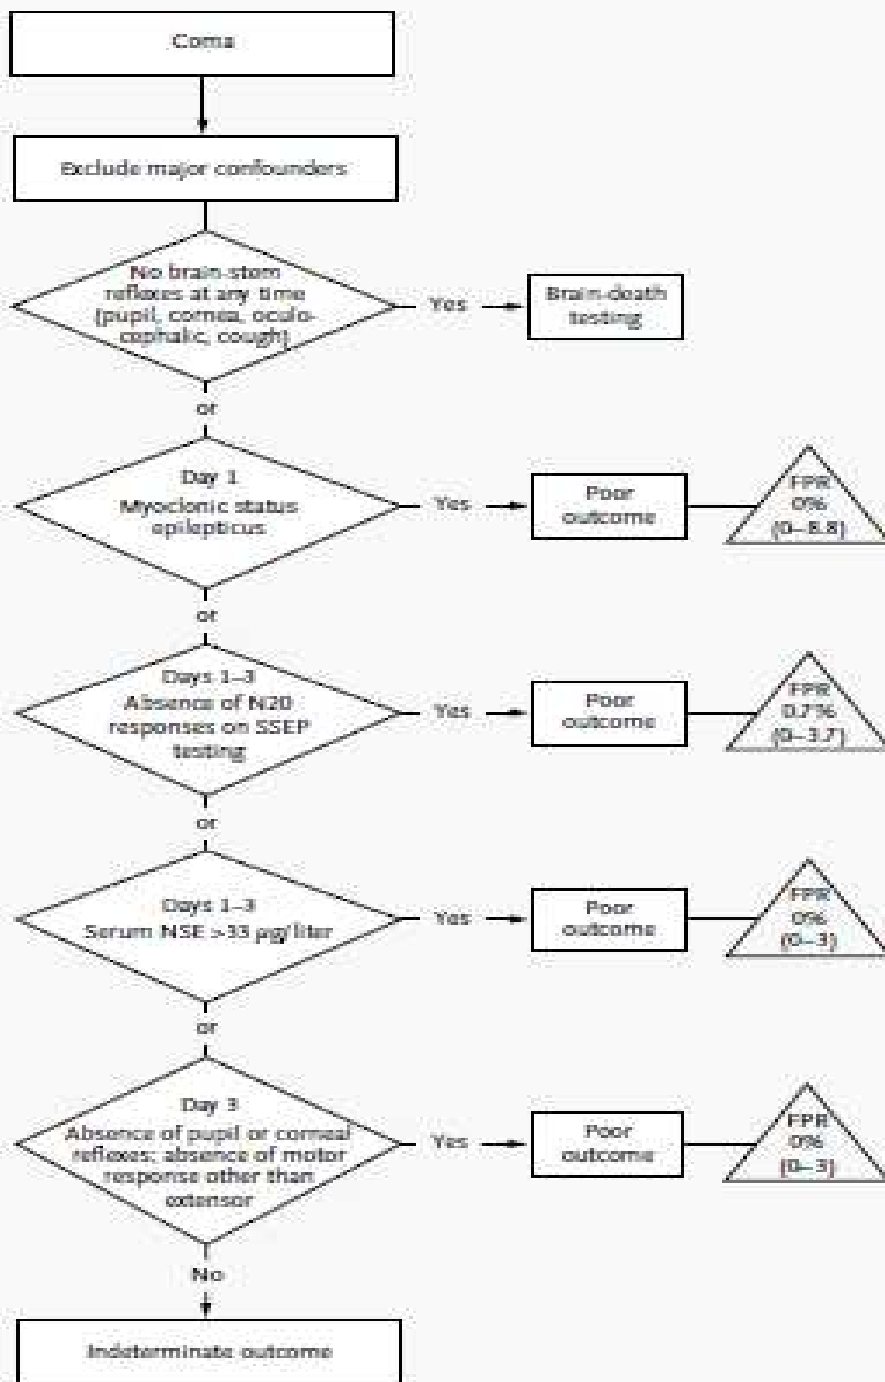 Coma
Exclude major confounders
No brain-stem
reflexes at any time
(pupil, cornea, oculo-
cephalic, cough)
Yes
Brain-death
testing
or
Day 1
Myoclonic status
epilepticus
Yes
Poor
outcome
FPR
0%
(0–8.8)
or
Days 1–3
Absence of N20
responses on SSEP
testing
Yes
Poor
outcome
FPR
0.7%
(0–3.7)
or
Days 1–3
Serum NSE >33 µg/liter
Yes
Poor
outcome
FPR
0%
(0–3)
or
Day 3
Absence of pupil or corneal
reflexes; absence of motor
response other than
extensor
Yes
Poor
outcome
FPR
0%
(0–3)
No
Indeterminate outcome